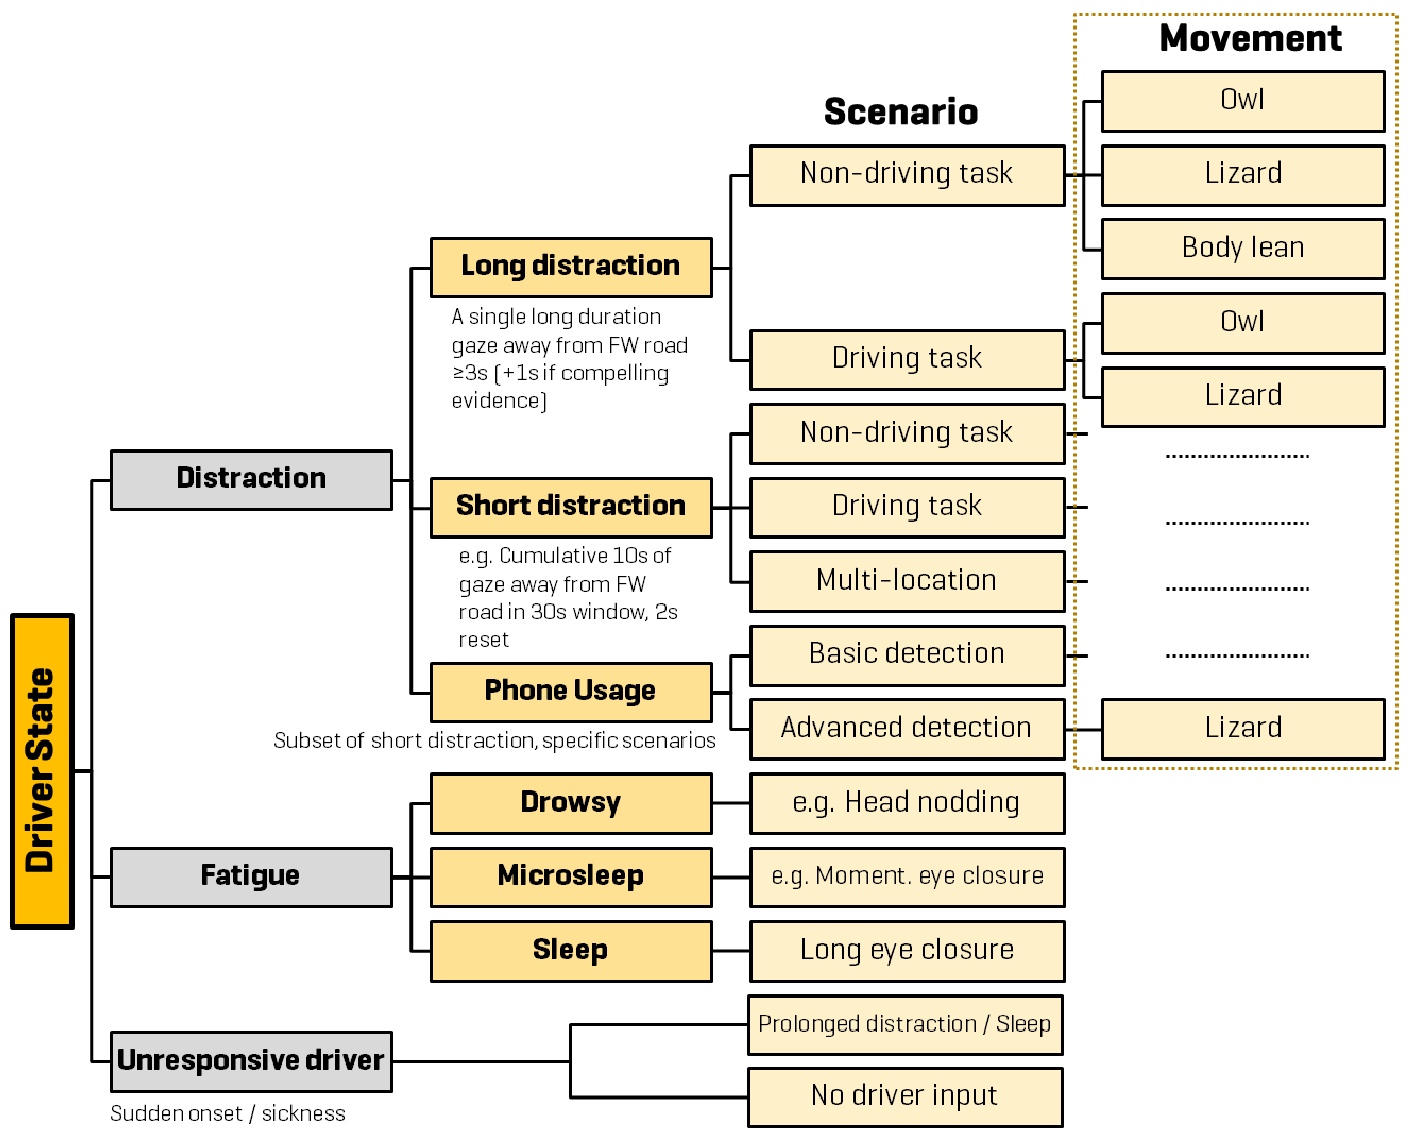 Movement
Scenario
Owl
Non-driving task
Lizard
Body lean
Long distraction
A single long duration
gaze away from FW road
≥3s (+1s if compelling
evidence)
Owl
Driving task
Lizard
Non-driving task
Distraction
Short distraction
e.g. Cumulative 10s of
gaze away from FW
road in 30s window, 2s
reset
Driving task
Multi-location
Basic detection
Phone Usage
Subset of short distraction, specific scenarios
Advanced detection
Lizard
Driver State
Drowsy
e.g. Head nodding
Fatigue
Microsleep
e.g. Moment. eye closure
Sleep
Long eye closure
Unresponsive driver
Sudden onset / sickness
Prolonged distraction / Sleep
No driver input